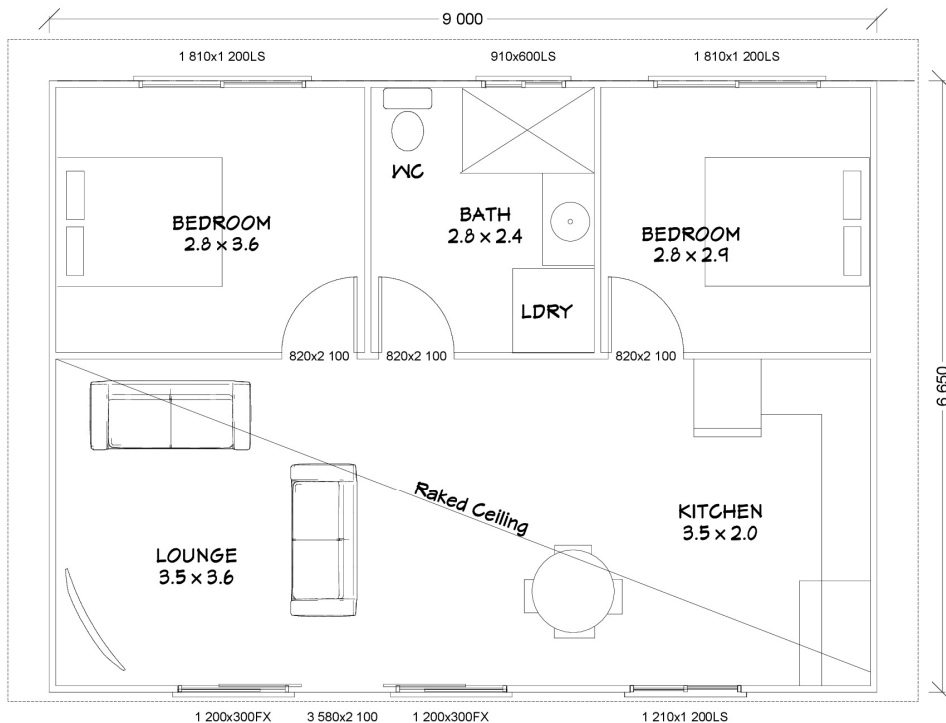 9 000
1 810x1 200LS
910x600LS
1 810x1 200LS
WC
BEDROOM
2.8 x 3.6
BATH
2.8 x 2.4
BEDROOM
2.8 x 2.9
LDRY
820x2 100
820x2 100
820x2 100
6 650
Raked Ceiling
KITCHEN
3.5 x 2.0
LOUNGE
3.5 x 3.6
1 200x300FX
3 580x2 100
1 200x300FX
1 210x1 200LS